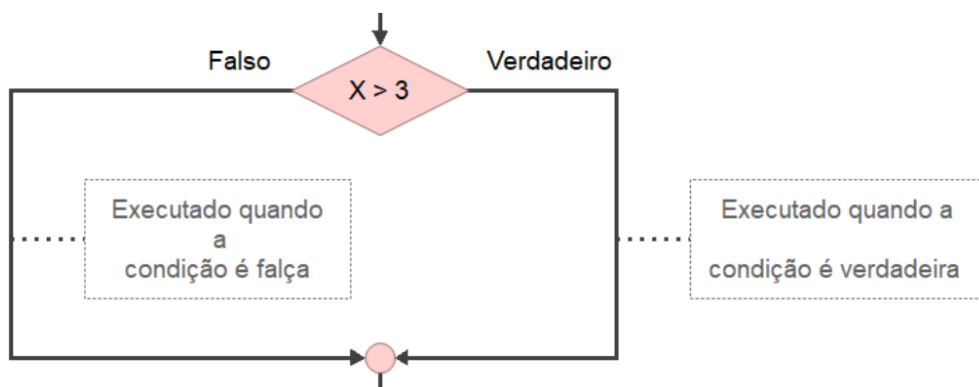 Falso
Verdadeiro
X > 3
Executado quando
a
condição é falça
Executado quando a
condição é verdadeira